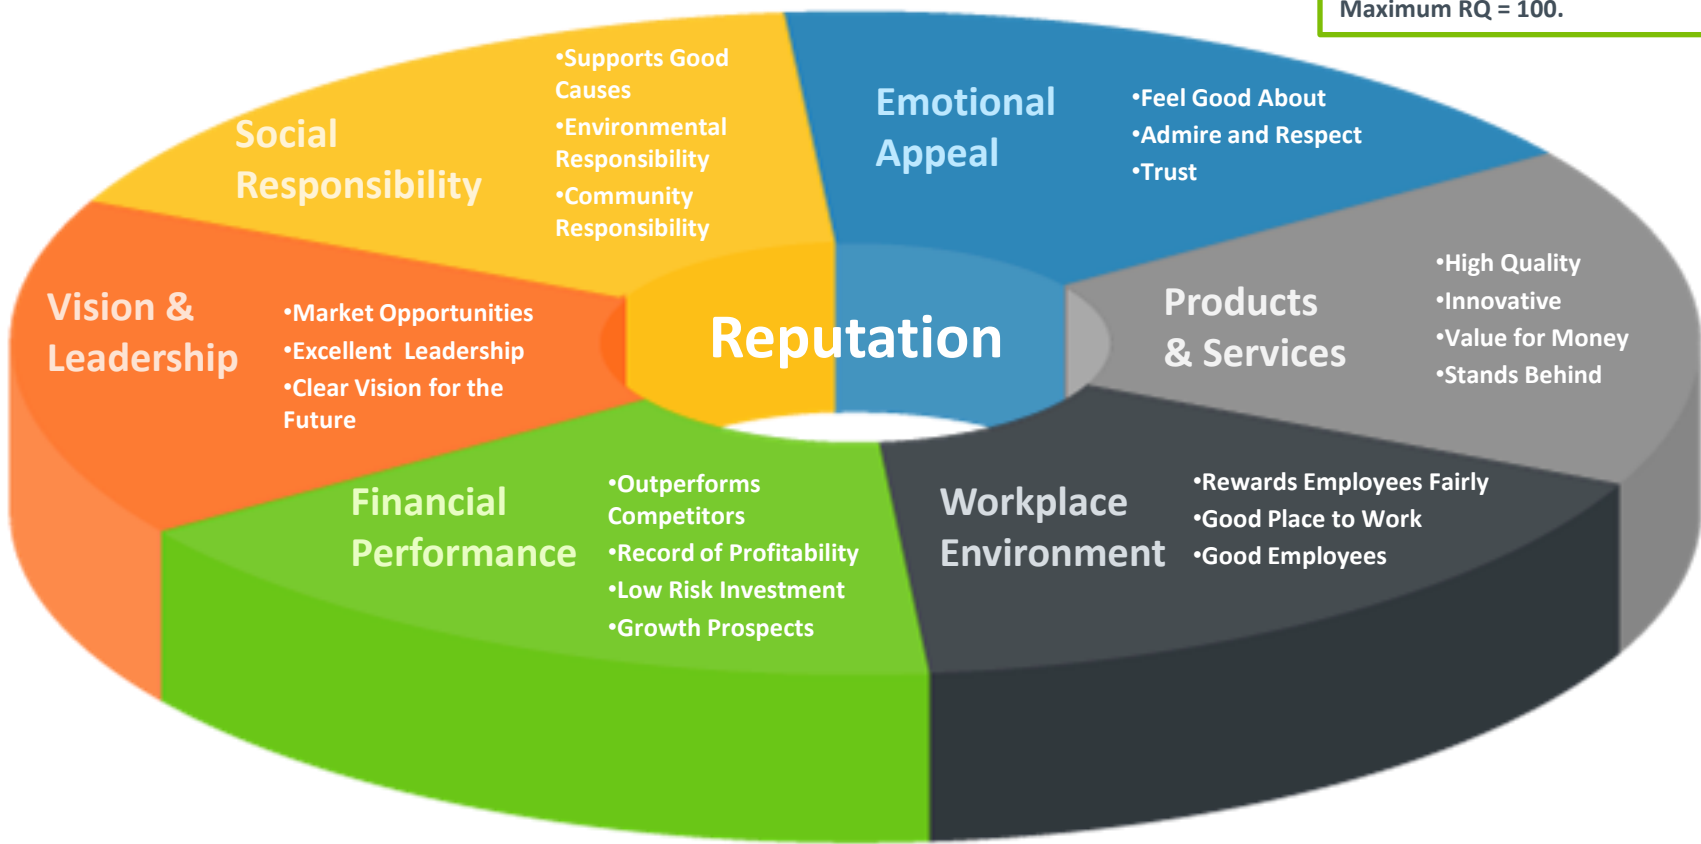 Maximum RQ = 100.
Social
Responsibility
•Supports Good
Causes
•Environmental
Responsibility
•Community
Responsibility
Emotional
Appeal
•Feel Good About
•Admire and Respect
•Trust
Vision &
Leadership
•Market Opportunities
•Excellent  Leadership
•Clear Vision for the
Future
Reputation
Products
& Services
•High Quality
•Innovative
•Value for Money
•Stands Behind
Financial
Performance
•Outperforms
Competitors
•Record of Profitability
•Low Risk Investment
•Growth Prospects
Workplace
Environment
•Rewards Employees Fairly
•Good Place to Work
•Good Employees